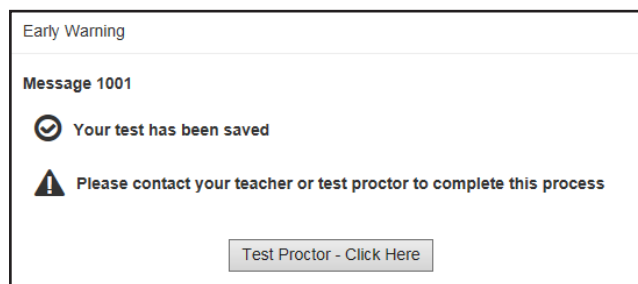 Early Warning
Message 1001
Your test has been saved
Please contact your teacher or test proctor to complete this process
Test Proctor - Click Here